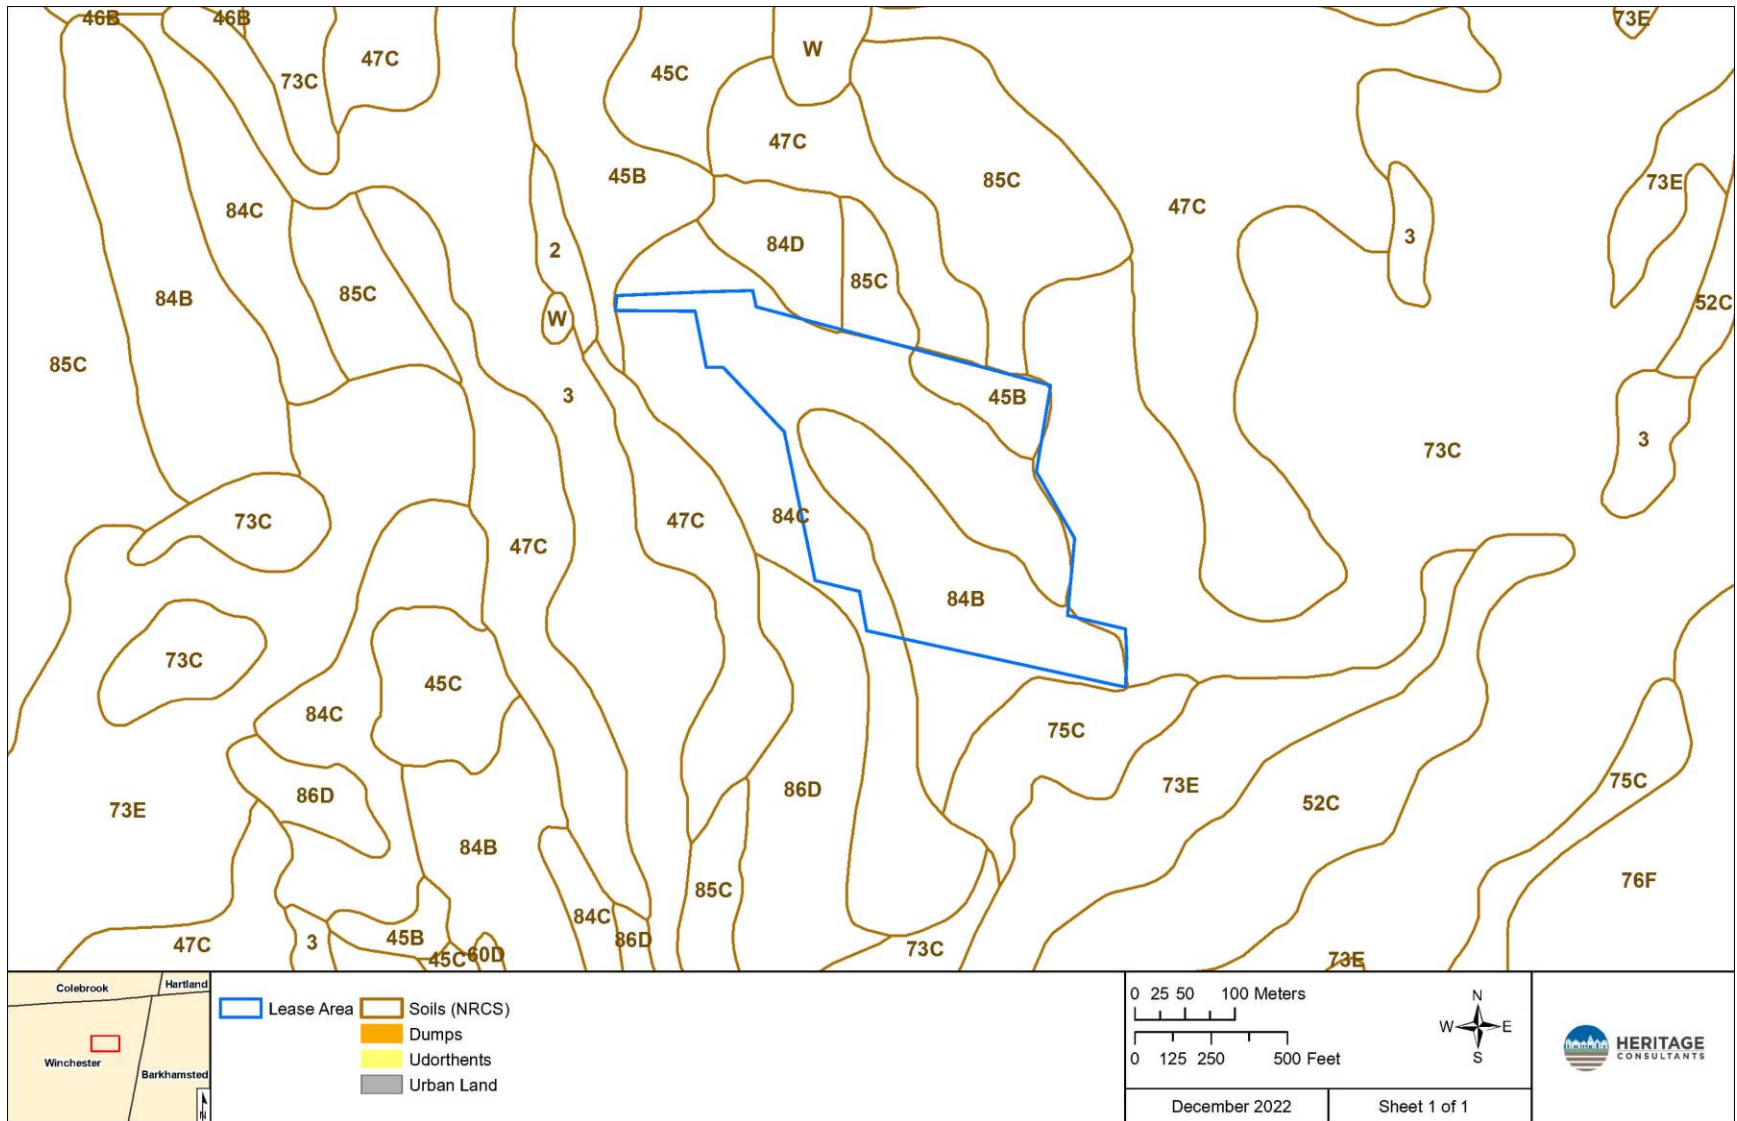 46B
46B
73E
47C
W
45C
73C
47C
45B
85C
73E
84C
47C
3
84D
2
85C
85C
84B
52C
W
85C
3
45B
3
73C
73C
47C
84C
47C
84B
73C
45C
84C
75C
75C
73E
86D
86D
52C
73E
84B
76F
85C
84C
45B
86D
3
47C
73C
45C
60D
73E
Colebrook
Hartland
Winchester
Barkhamsted
N
Lease Area
Soils (NRCS)
Dumps
Udorthents
Urban Land
0 25 50 100 Meters
0 125 250 500 Feet
N
W E
S
December 2022
Sheet 1 of 1
HERITAGE
CONSULTANTS